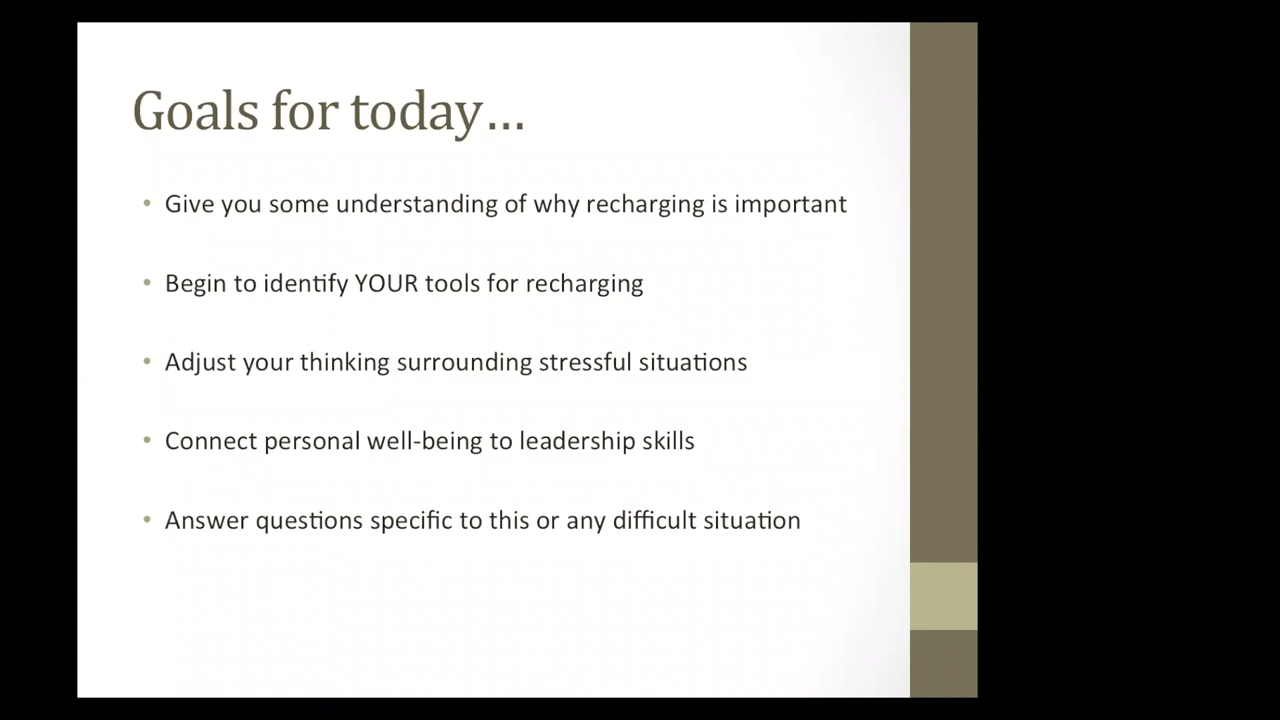 Goals for today…
• Give you some understanding of why recharging is important
• Begin to identify YOUR tools for recharging
• Adjust your thinking surrounding stressful situations
• Connect personal well-being to leadership skills
• Answer questions specific to this or any difficult situation